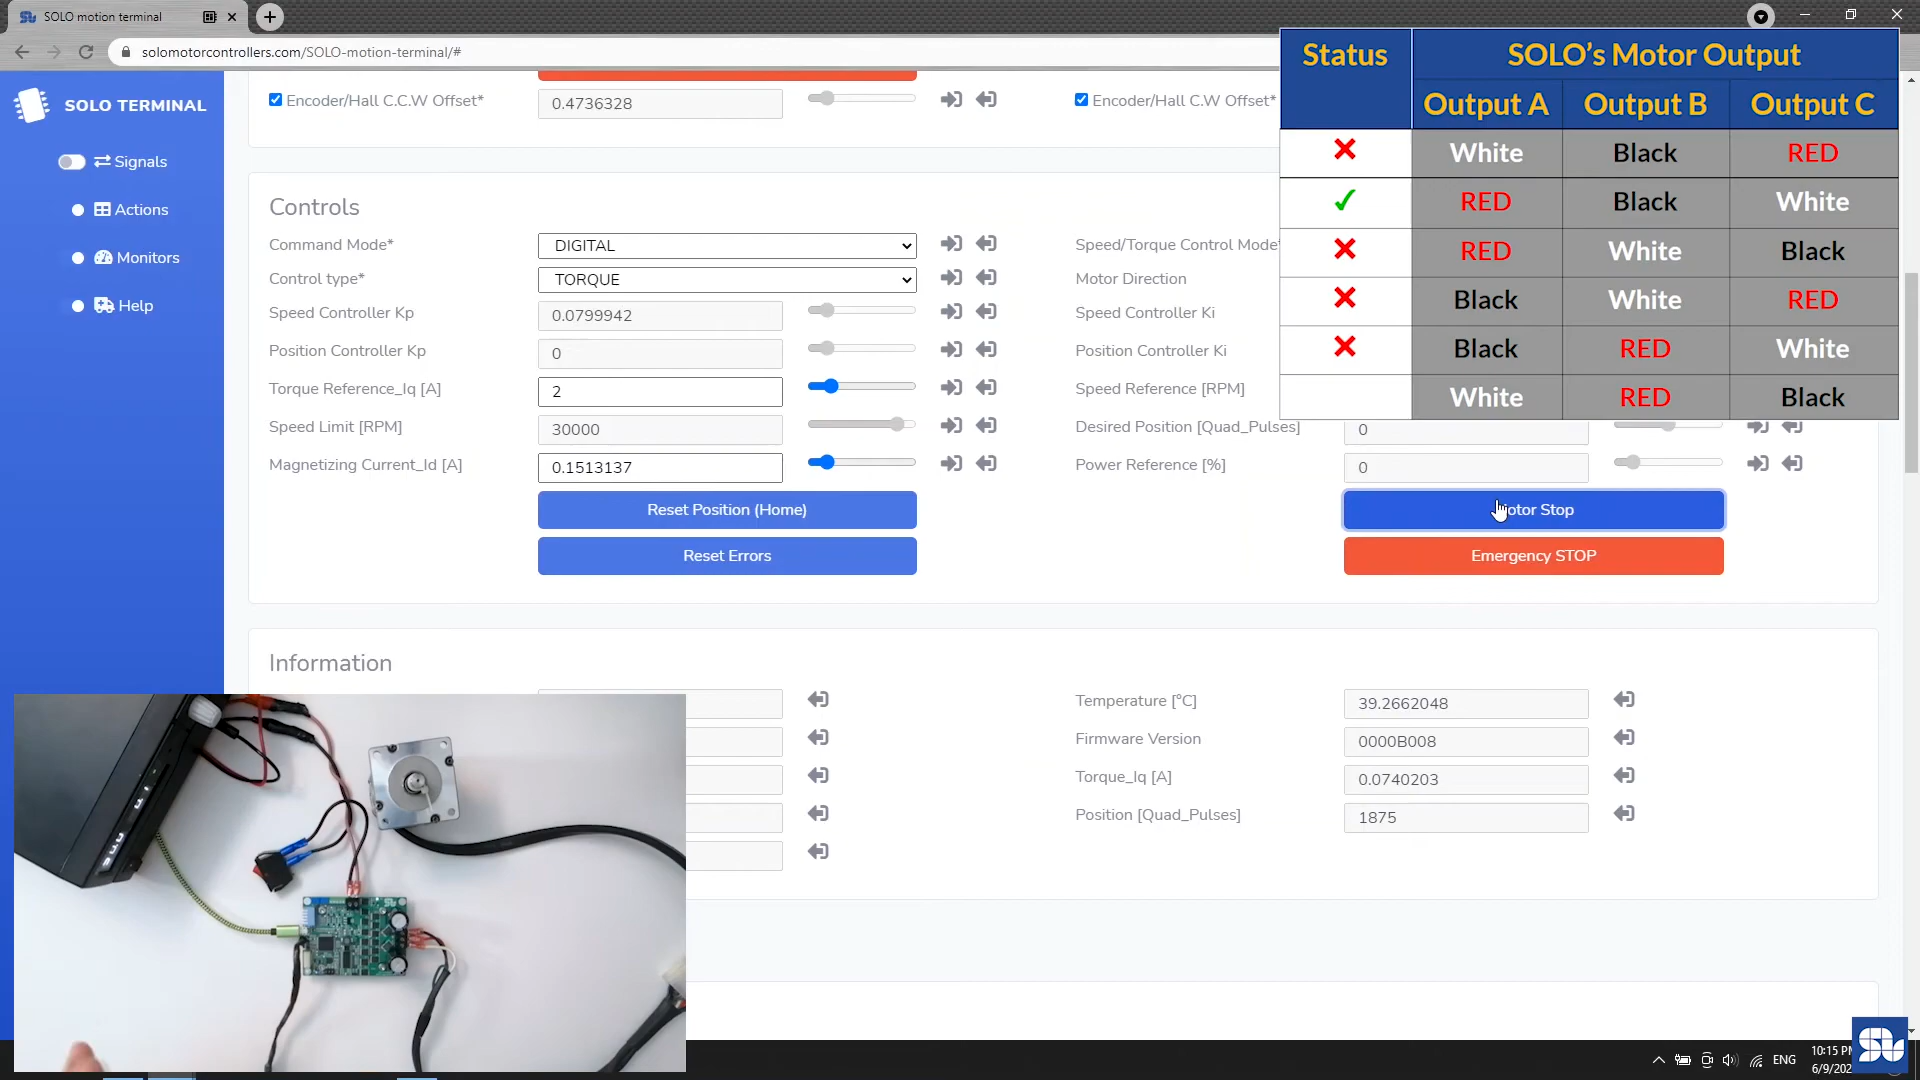 SOLO motion terminal
solomotorcontrollers.com/SOLO-motion-terminal/#
SOLO TERMINAL
Signals
Actions
Monitors
Help
Encoder/Hall C.C.W Offset*
0.4736328
Encoder/Hall C.W Offset*
Controls
Command Mode*
DIGITAL
Speed/Torque Control Mode*
Control type*
TORQUE
Motor Direction
Speed Controller Kp
0.0799942
Speed Controller Ki
Position Controller Kp
0
Position Controller Ki
Torque Reference_Iq [A]
2
Speed Reference [RPM]
Speed Limit [RPM]
30000
Desired Position [Quad_Pulses]
0
Magnetizing Current_Id [A]
0.1513137
Power Reference [%]
0
Reset Position (Home)
otor Stop
Reset Errors
Emergency STOP
Status
SOLO's Motor Output
Output A Output B Output C
White Black RED
RED Black White
RED White Black
Black White RED
Black RED White
White RED Black
Information
Temperature [°C]
39.2662048
Firmware Version
0000B008
Torque_Iq [A]
0.0740203
Position [Quad_Pulses]
1875
ENG
10:15 P
6/9/202